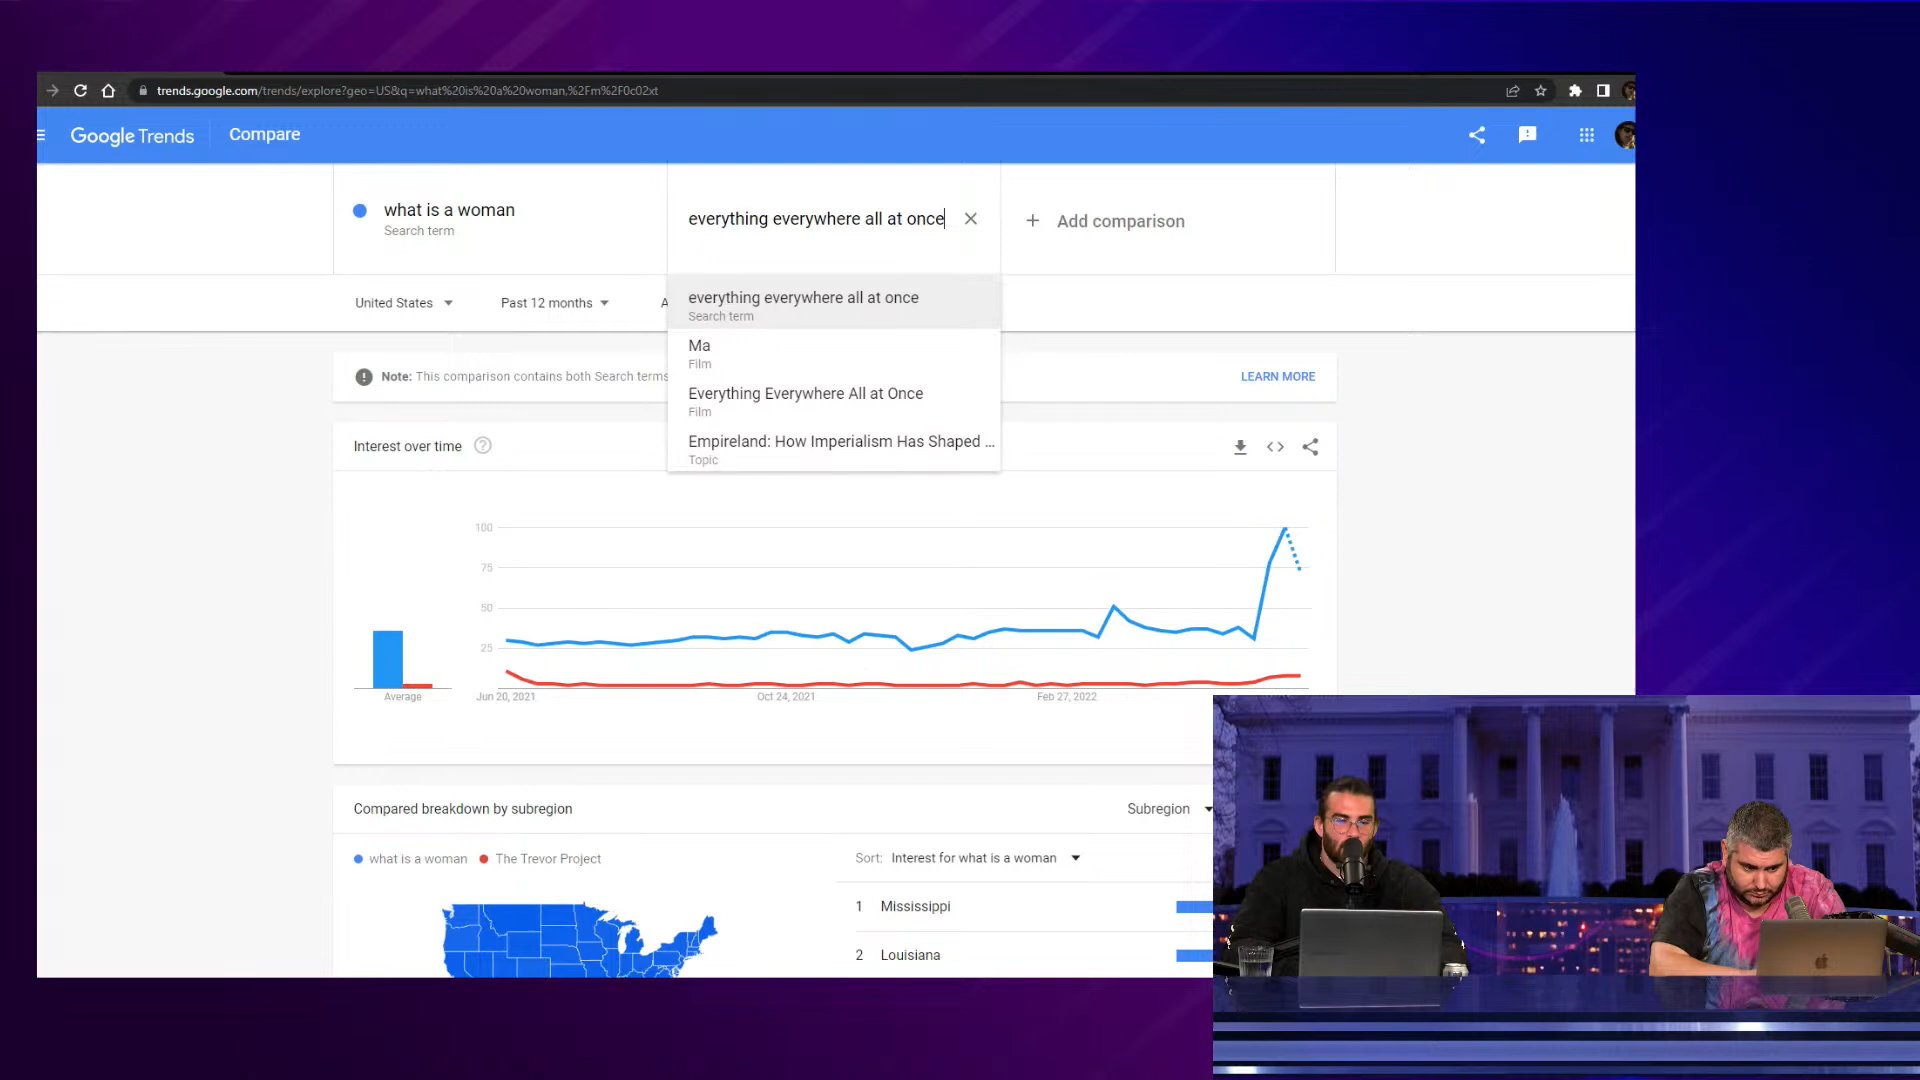 trends.google.com/trends/explore?geo=US&q=what%20is%20a%20woman,%2Fm%2F0c02xt
Google Trends
Compare
what is a woman
Search term
everything everywhere all at once
Add comparison
United States
Past 12 months
A
everything everywhere all at once
Search term
Ma
Film
Everything Everywhere All at Once
Film
Empireland: How Imperialism Has Shaped ...
Topic
Note: This comparison contains both Search terms
LEARN MORE
Interest over time
100
75
50
25
Average
Jun 20, 2021
Oct 24, 2021
Feb 27, 2022
Compared breakdown by subregion
Subregion
what is a woman
The Trevor Project
Sort: Interest for what is a woman
1 Mississippi
2 Louisiana